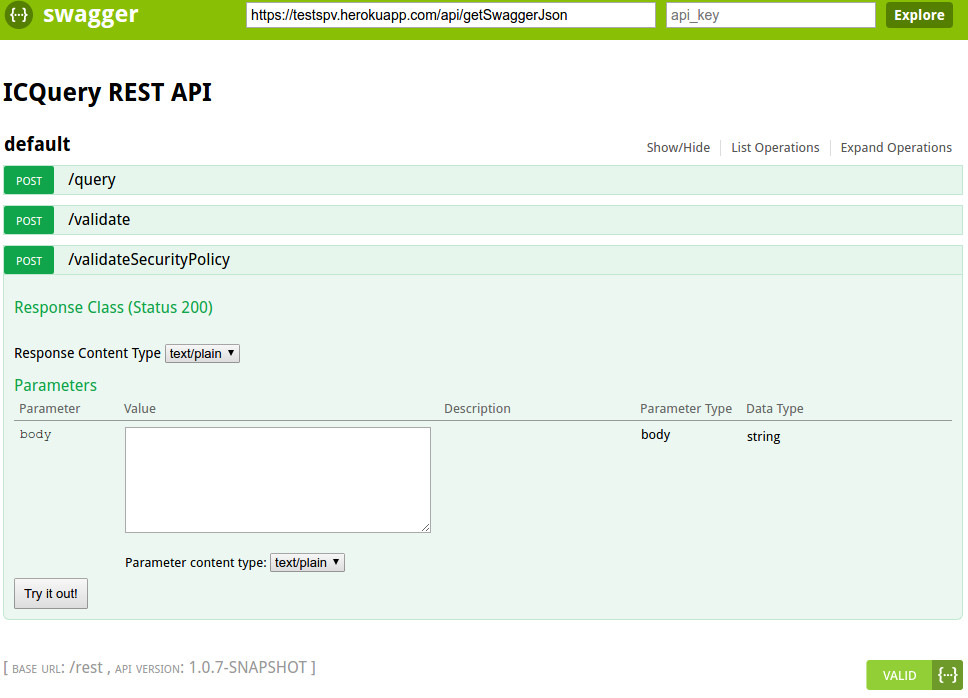 {··} swagger https://testspv.herokuapp.com/api/getSwaggerJson api_key Explore
ICQuery REST API
default Show/Hide List Operations Expand Operations
POST /query
POST /validate
POST /validateSecurityPolicy
Response Class (Status 200)
Response Content Type text/plain
Parameters
Parameter Value Description Parameter Type Data Type
body body string
Parameter content type: text/plain
Try it out!
[ BASE URL: /rest , API VERSION: 1.0.7-SNAPSHOT ] VALID {··}